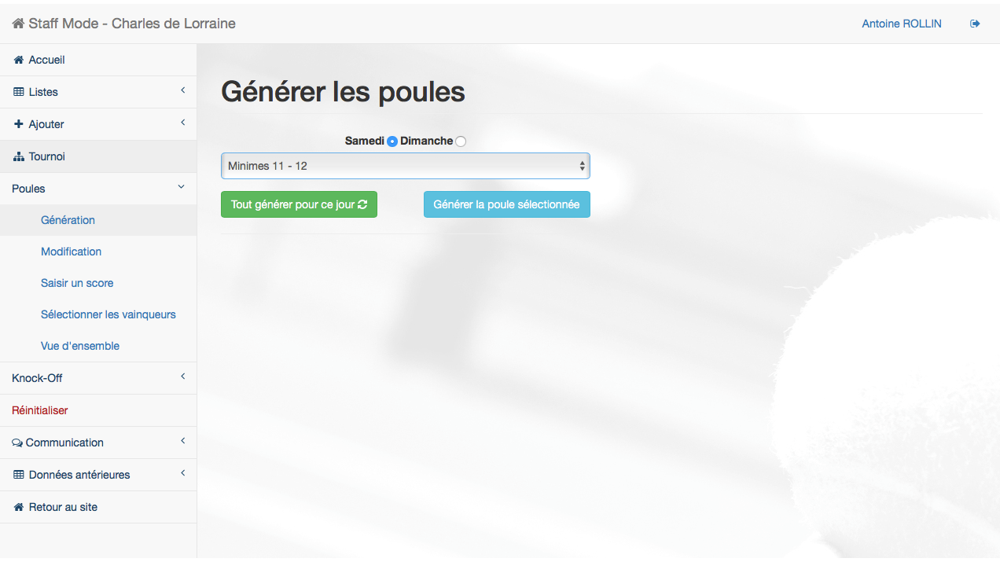 Staff Mode - Charles de Lorraine
Antoine ROLLIN
Accueil
Listes
Ajouter
Tournoi
Poules
Génération
Modification
Saisir un score
Sélectionner les vainqueurs
Vue d'ensemble
Knock-Off
Réinitialiser
Communication
Données antérieures
Retour au site
Générer les poules
Samedi Dimanche
Minimes 11 - 12
Tout générer pour ce jour Générer la poule sélectionnée